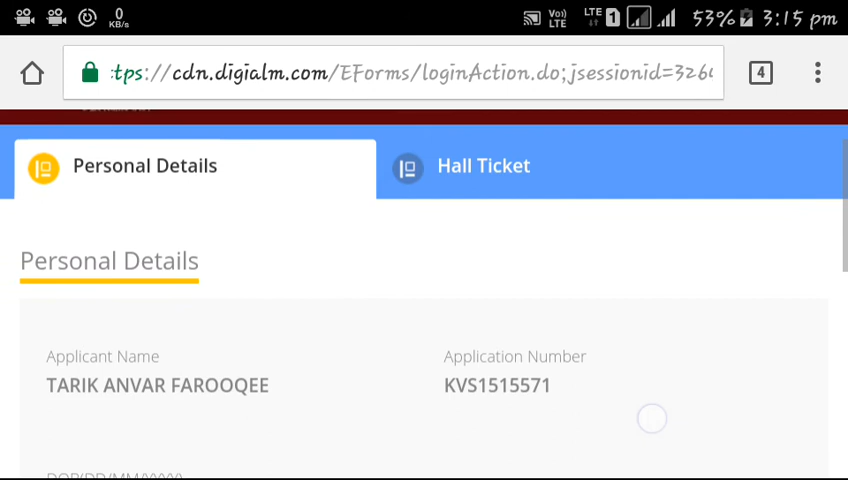 0
KB/s
Vo))
LTE
LTE
1
53%
3:15 pm
tps://cdn.digialm.com/EForms/loginAction.do;jsessionid=326
4
Personal Details
Hall Ticket
Personal Details
Applicant Name
Application Number
TARIK ANVAR FAROOQEE
KVS1515571